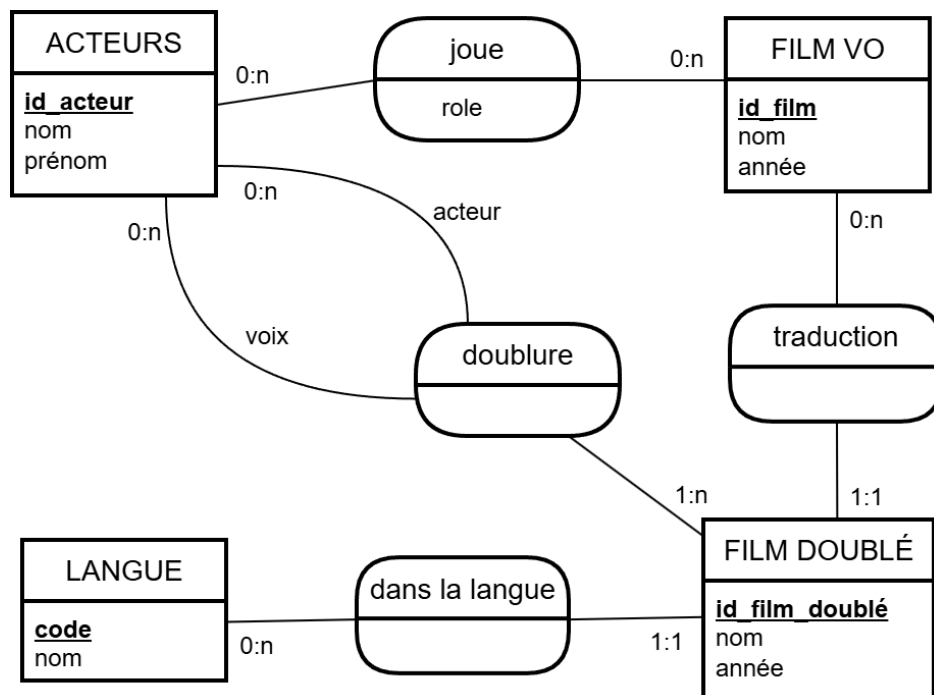 ACTEURS
id_acteur
nom
prénom
0:n
joue
role
0:n
FILM VO
id_film
nom
année
0:n
acteur
0:n
voix
doublure
0:n
traduction
1:n
1:1
LANGUE
code
nom
0:n
dans la langue
1:1
FILM DOUBLÉ
id_film_doublé
nom
année